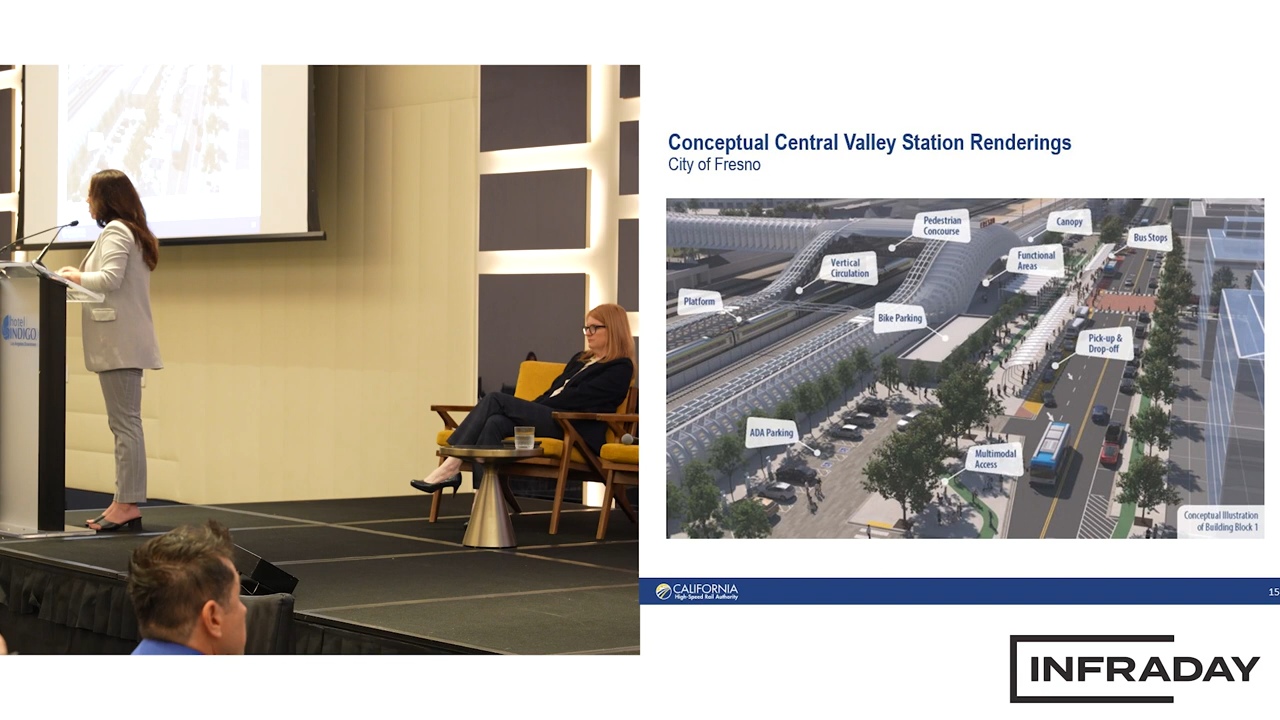 hotel
INDIGO
Conceptual Central Valley Station Renderings
City of Fresno
Pedestrian
Concourse
Canopy
Bus Stops
Vertical
Circulation
Functional
Areas
Platform
Bike Parking
Pick-up &
Drop-off
ADA Parking
Multimodal
Access
Conceptual Illustration
of Building Block 1
CALIFORNIA
High-Speed Rail Authority
15
INFRADAY